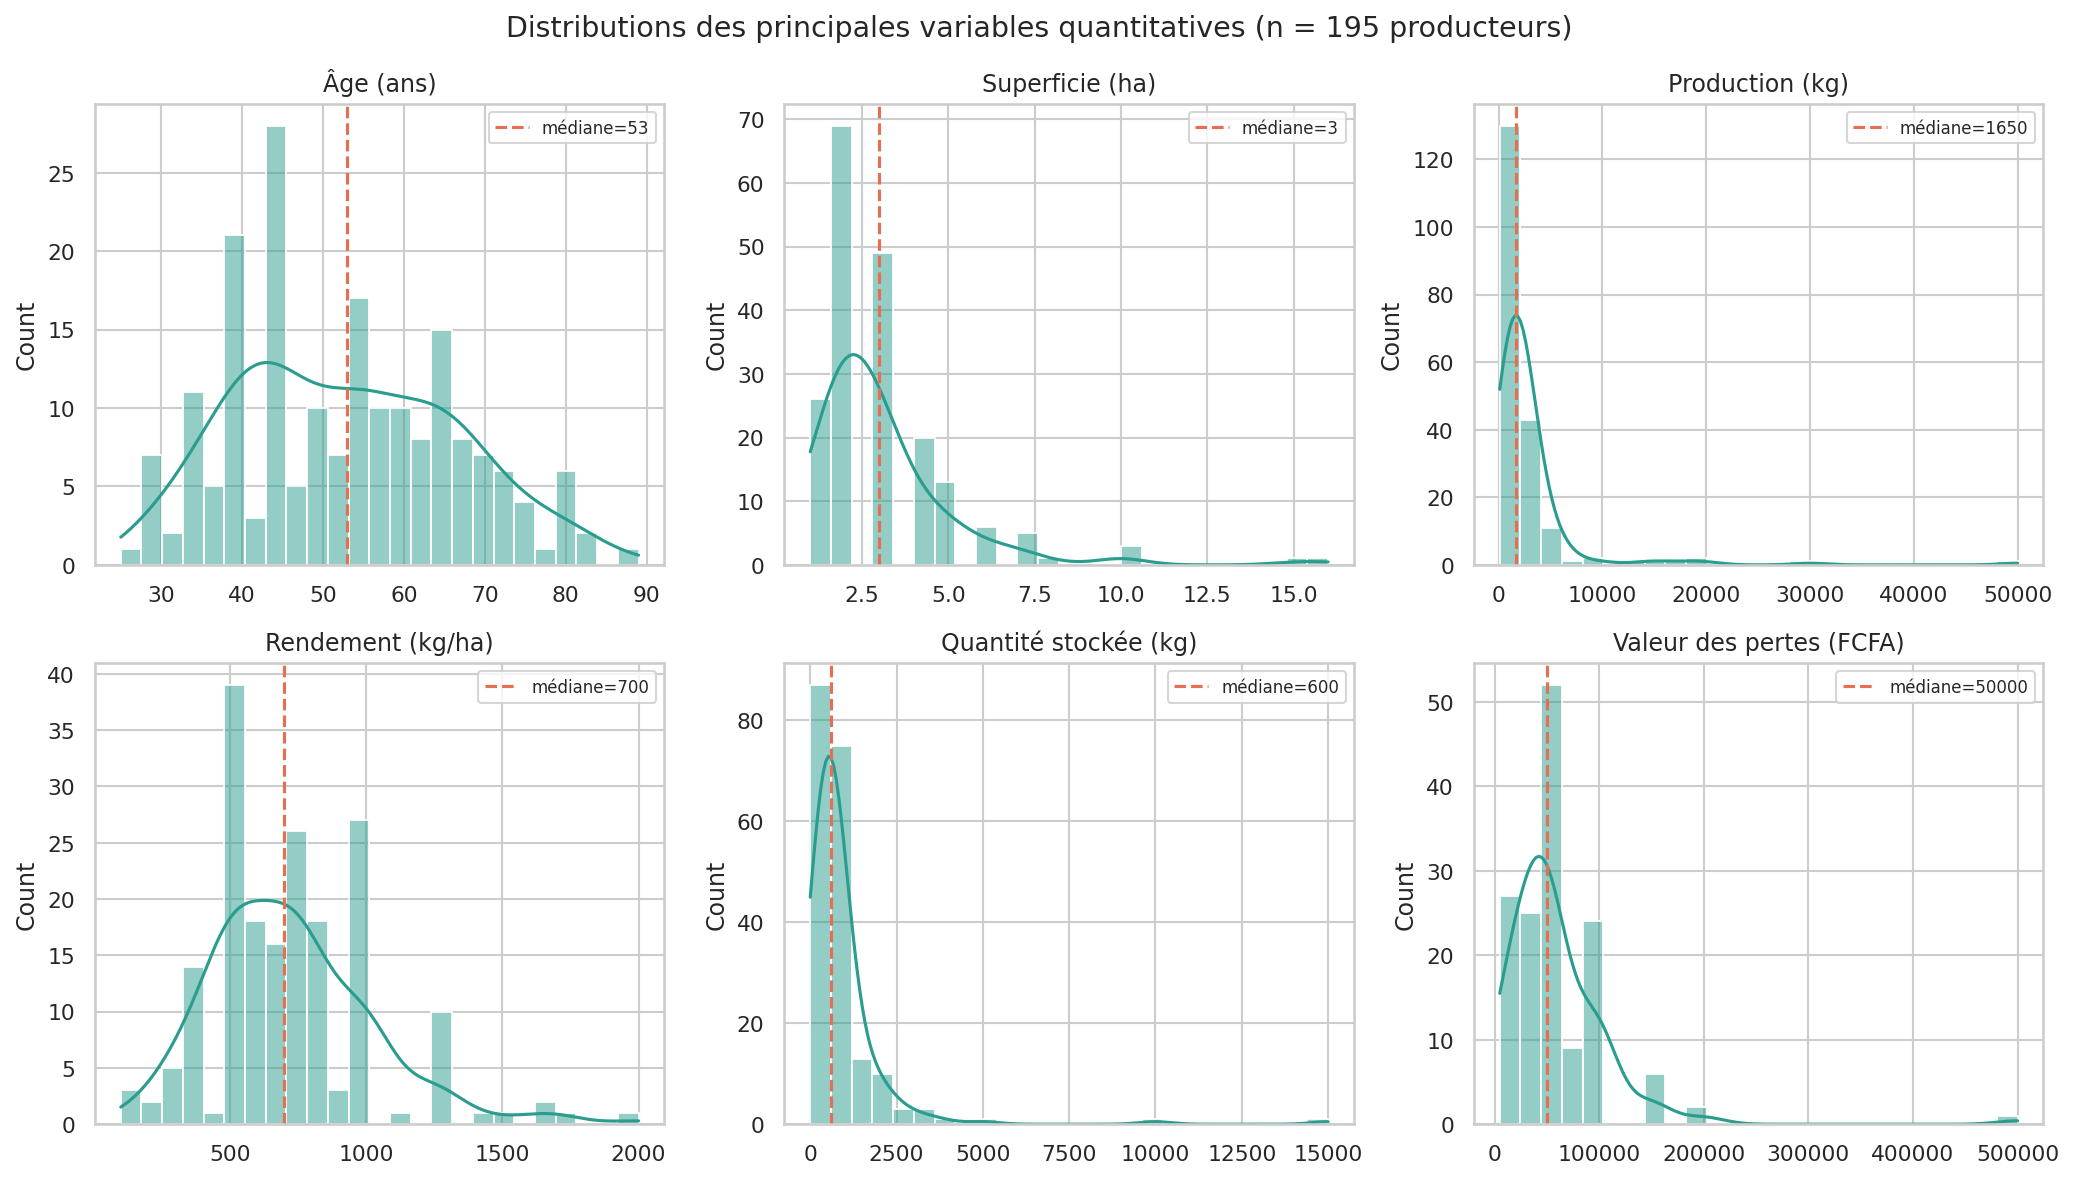 Distributions des principales variables quantitatives (n = 195 producteurs)
Âge (ans)
médiane=53
Count
25
20
15
10
5
0
30 40 50 60 70 80 90
Superficie (ha)
médiane=3
Count
70
60
50
40
30
20
10
0
2.5 5.0 7.5 10.0 12.5 15.0
Production (kg)
médiane=1650
Count
120
100
80
60
40
20
0
0 10000 20000 30000 40000 50000
Rendement (kg/ha)
médiane=700
Count
40
35
30
25
20
15
10
5
0
500 1000 1500 2000
Quantité stockée (kg)
médiane=600
Count
80
60
40
20
0
0 2500 5000 7500 10000 12500 15000
Valeur des pertes (FCFA)
médiane=50000
Count
50
40
30
20
10
0
0 100000 200000 300000 400000 500000